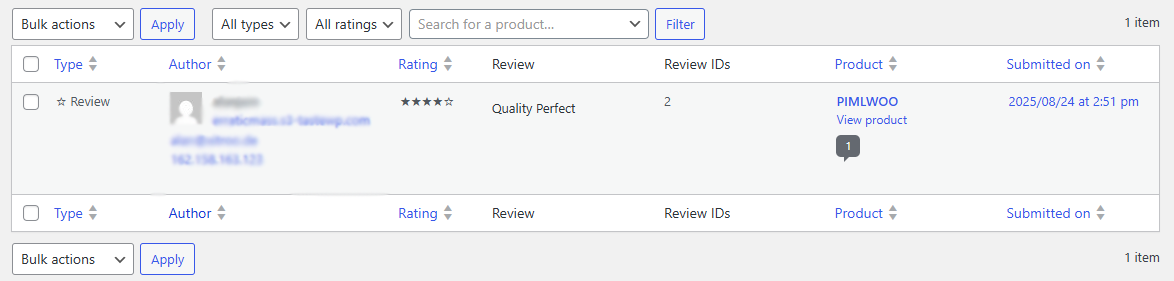 Bulk actions Apply All types All ratings Search for a product... Filter 1 item
Type Author Rating Review Review IDs Product Submitted on
☆ Review ★★★★☆ Quality Perfect 2 PIMLWOO 2025/08/24 at 2:51 pm
View product
1
Type Author Rating Review Review IDs Product Submitted on
Bulk actions Apply 1 item